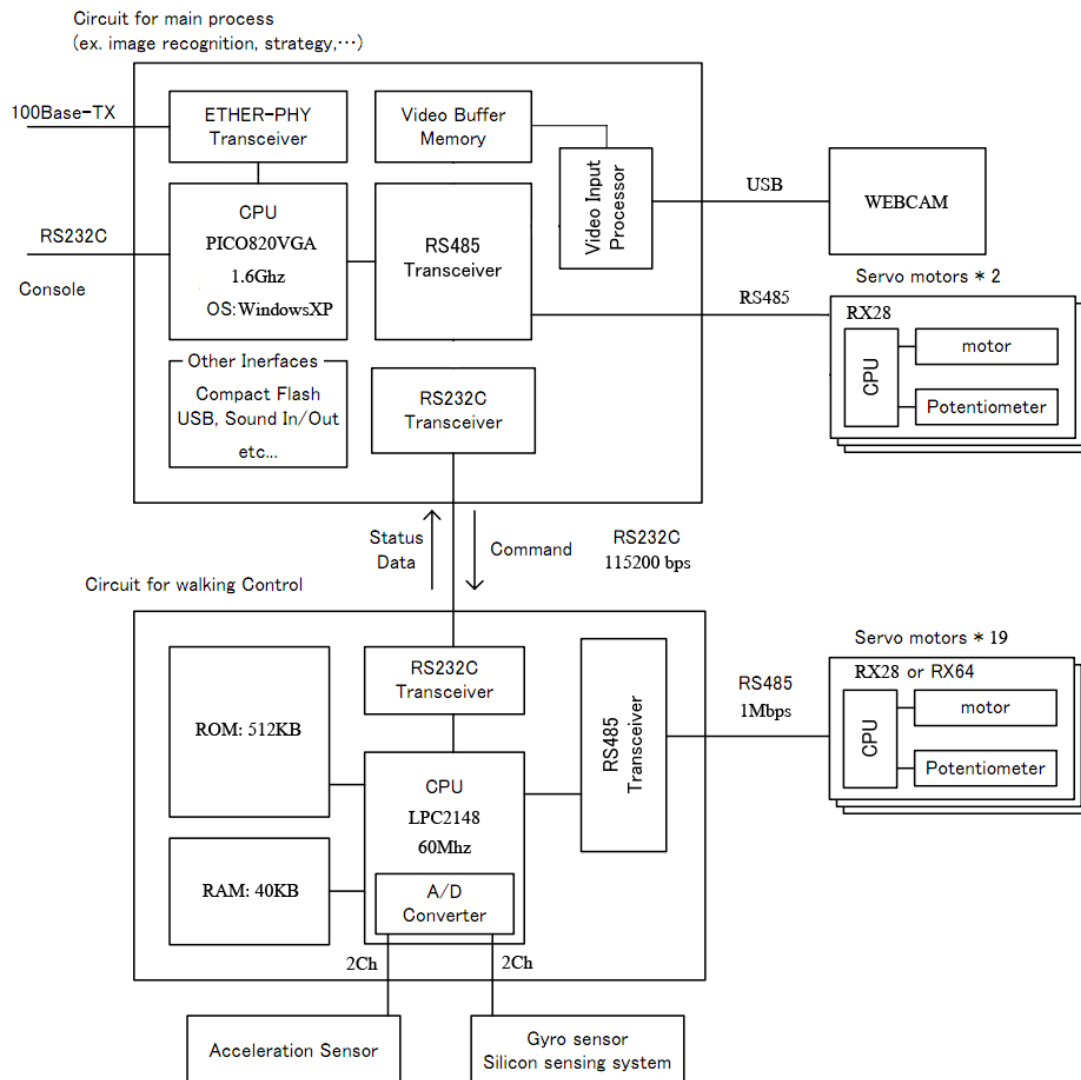 Circuit for main process
(ex. image recognition, strategy,⋯)
100Base-TX
ETHER-PHY
Transceiver
Video Buffer
Memory
Video Input
Processor
USB
WEBCAM
RS232C
Console
CPU
PICO820VGA
1.6Ghz
OS:WindowsXP
RS485
Transceiver
RS485
Servo motors * 2
RX28
CPU
motor
Potentiometer
Other Inerfaces
Compact Flash
USB, Sound In/Out
etc...
RS232C
Transceiver
Status
Data
Command
RS232C
115200 bps
Circuit for walking Control
ROM: 512KB
RS232C
Transceiver
RS485
Transceiver
RS485
1Mbps
Servo motors * 19
RX28 or RX64
CPU
motor
Potentiometer
CPU
LPC2148
60Mhz
RAM: 40KB
A/D
Converter
2Ch
2Ch
Acceleration Sensor
Gyro sensor
Silicon sensing system